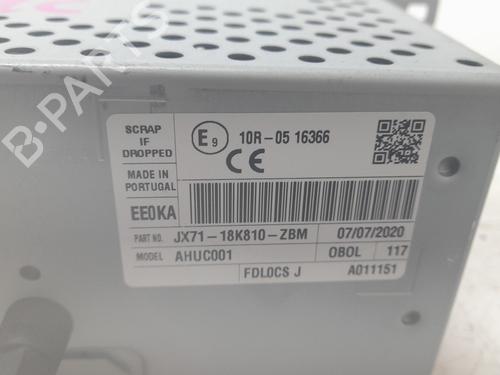 B-PARTS
SCRAP
IF
DROPPED
E9
10R-05 16366
CE
MADE IN
PORTUGAL
EE0KA
PART NO. JX71-18K810-ZBM 07/07/2020
MODEL AHUC001 OBOL 117
FDLOCS J A011151